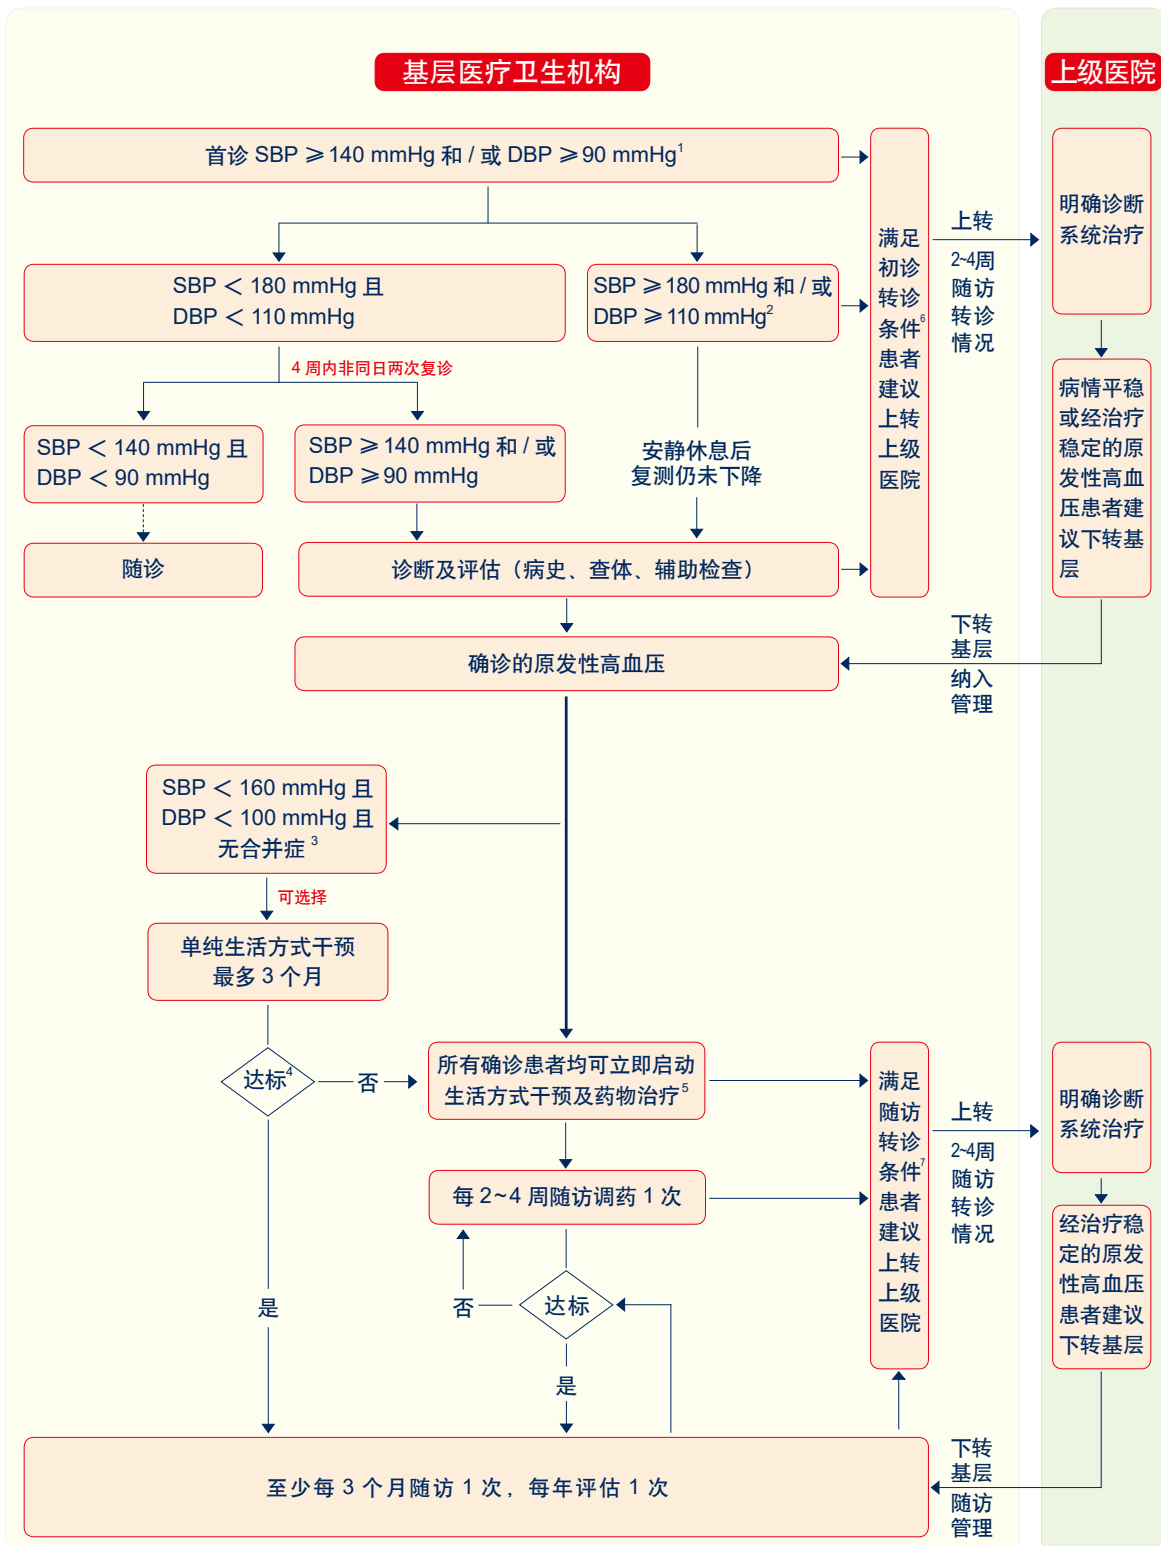 基层医疗卫生机构
上级医院
首诊 SBP ≥140 mmHg 和 / 或 DBP ≥90 mmHg1
SBP < 180 mmHg 且
DBP < 110 mmHg
SBP ≥180 mmHg 和 / 或
DBP ≥110 mmHg2
满足
初诊
转诊
条件6
患者
建议
上转
上级
医院
上转
2~4周
随访
转诊
情况
明确诊断
系统治疗
4 周内非同日两次复诊
SBP < 140 mmHg 且
DBP < 90 mmHg
SBP ≥140 mmHg 和 / 或
DBP ≥90 mmHg
安静休息后
复测仍未下降
病情平稳
或经治疗
稳定的原
发性高血
压患者建
议下转基
层
随诊
诊断及评估（病史、查体、辅助检查）
确诊的原发性高血压
下转
基层
纳入
管理
SBP < 160 mmHg 且
DBP < 100 mmHg 且
无合并症 3
可选择
单纯生活方式干预
最多 3 个月
达标4
否
所有确诊患者均可立即启动
生活方式干预及药物治疗5
每 2~4 周随访调药 1 次
满足
随访
转诊
条件7
患者
建议
上转
上级
医院
上转
2~4周
随访
转诊
情况
明确诊断
系统治疗
经治疗稳
定的原发
性高血压
患者建议
下转基层
是
否
达标
是
至少每 3 个月随访 1 次，每年评估 1 次
下转
基层
随访
管理